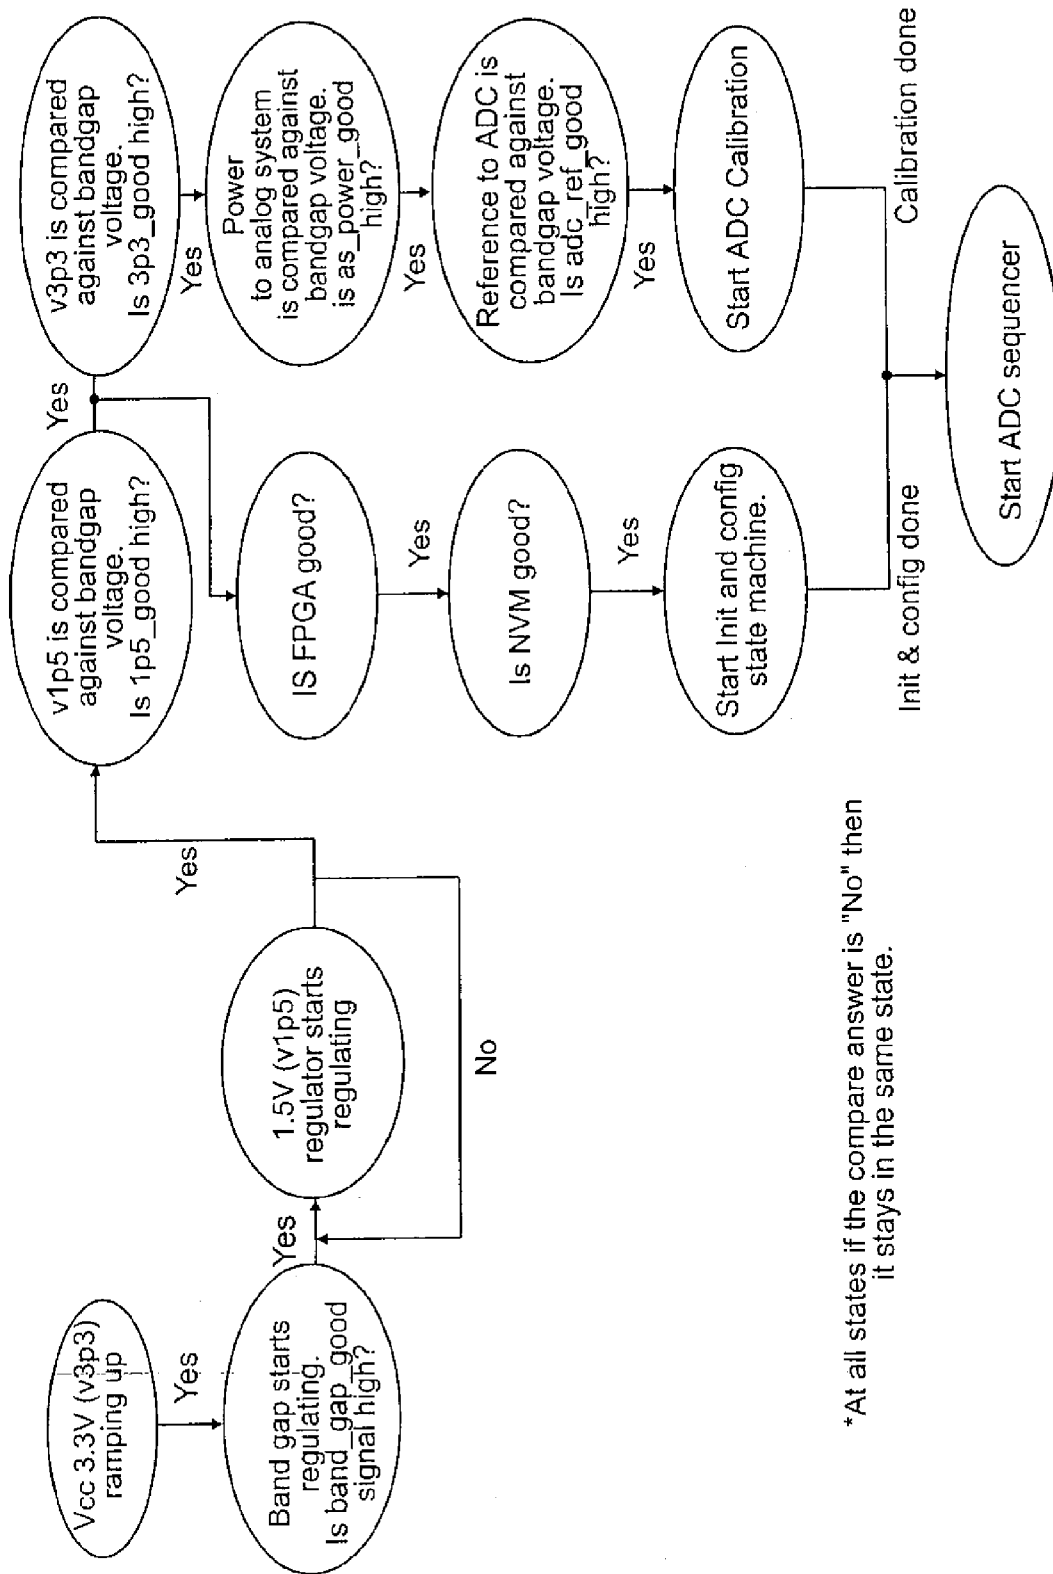 Vcc 3.3V (v3p3)
ramping up
Yes
Band gap starts
regulating.
Is band_gap_good
signal high?
Yes
1.5V (v1p5)
regulator starts
regulating
No
Yes
v1p5 is compared
against bandgap
voltage.
Is 1p5_good high?
Yes
v3p3 is compared
against bandgap
voltage.
Is 3p3_good high?
Yes
Power
to analog system
is compared against
bandgap voltage.
is as_power_good
high?
Yes
Reference to ADC is
compared against
bandgap voltage.
Is adc_ref_good
high?
Yes
Start ADC Calibration
Calibration done
IS FPGA good?
Yes
Is NVM good?
Yes
Start Init and config
state machine.
Init & config done
Start ADC sequencer
*At all states if the compare answer is "No" then
it stays in the same state.